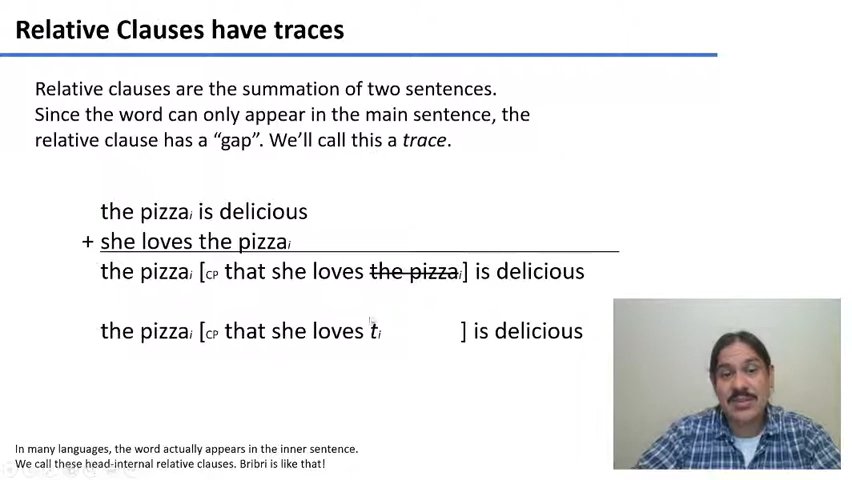 Relative Clauses have traces
Relative clauses are the summation of two sentences.
Since the word can only appear in the main sentence, the
relative clause has a “gap”. We’ll call this a trace.
the pizzai is delicious
+ she loves the pizzai
the pizzai [CP that she loves the pizzai] is delicious
the pizzai [CP that she loves ti ] is delicious
In many languages, the word actually appears in the inner sentence.
We call these head-internal relative clauses. Bribri is like that!